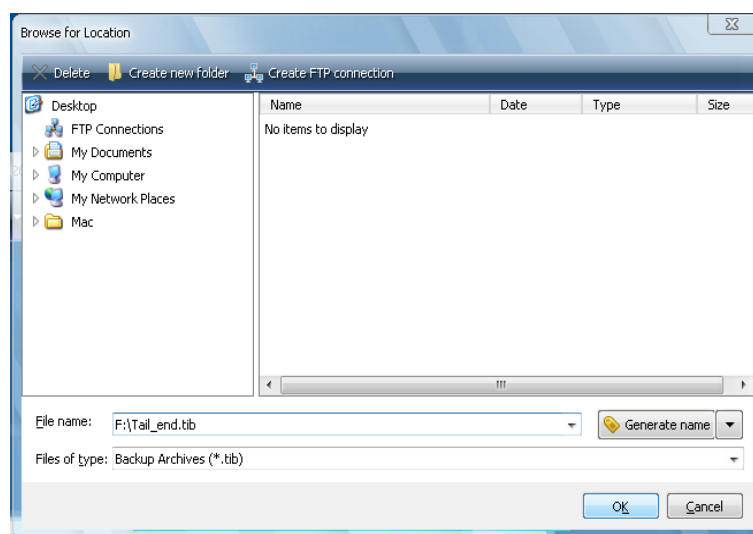 Browse for Location
Delete Create new folder Create FTP connection
Desktop
FTP Connections
My Documents
My Computer
My Network Places
Mac
Name Date Type Size
No items to display
File name: F:\Tail_end.tib Generate name
Files of type: Backup Archives (*.tib)
OK Cancel